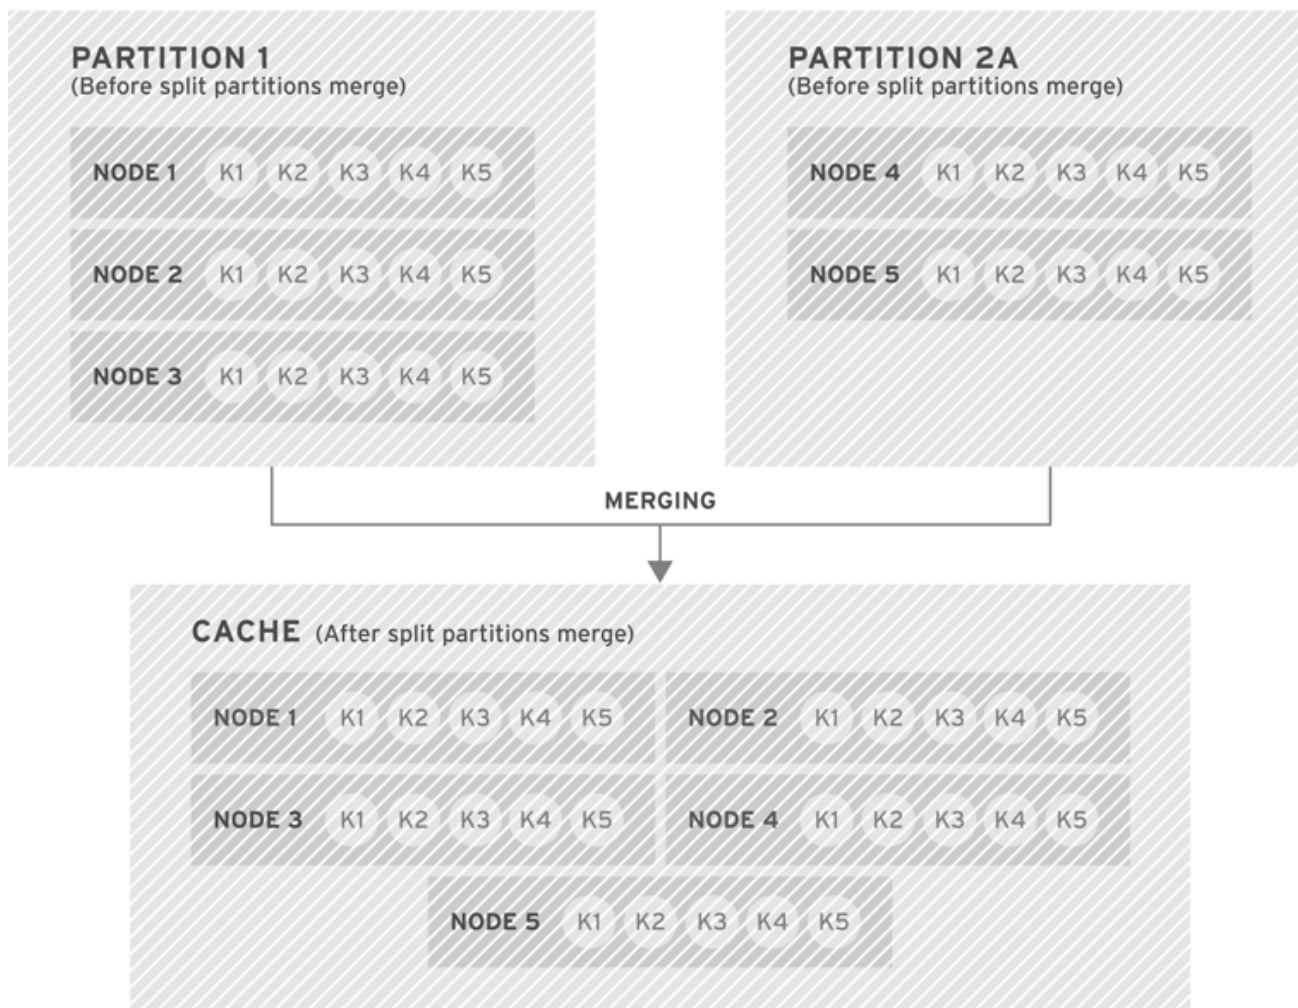 PARTITION 1
(Before split partitions merge)
NODE 1 K1 K2 K3 K4 K5
NODE 2 K1 K2 K3 K4 K5
NODE 3 K1 K2 K3 K4 K5
PARTITION 2A
(Before split partitions merge)
NODE 4 K1 K2 K3 K4 K5
NODE 5 K1 K2 K3 K4 K5
MERGING
CACHE (After split partitions merge)
NODE 1 K1 K2 K3 K4 K5
NODE 2 K1 K2 K3 K4 K5
NODE 3 K1 K2 K3 K4 K5
NODE 4 K1 K2 K3 K4 K5
NODE 5 K1 K2 K3 K4 K5